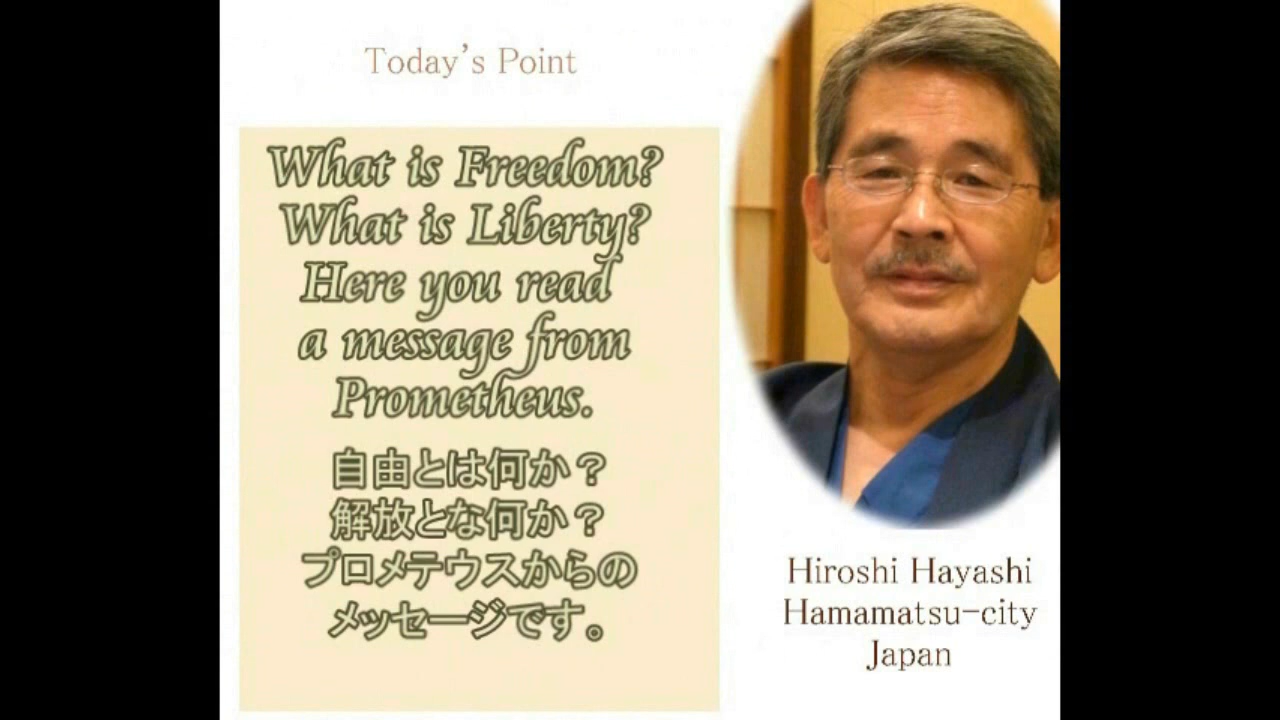 Today's Point
What is Freedom?
What is Liberty?
Here you read
a message from
Prometheus.
自由とは何か？
解放とな何か？
プロメテウスからの
メッセージです。
Hiroshi Hayashi
Hamamatsu-city
Japan